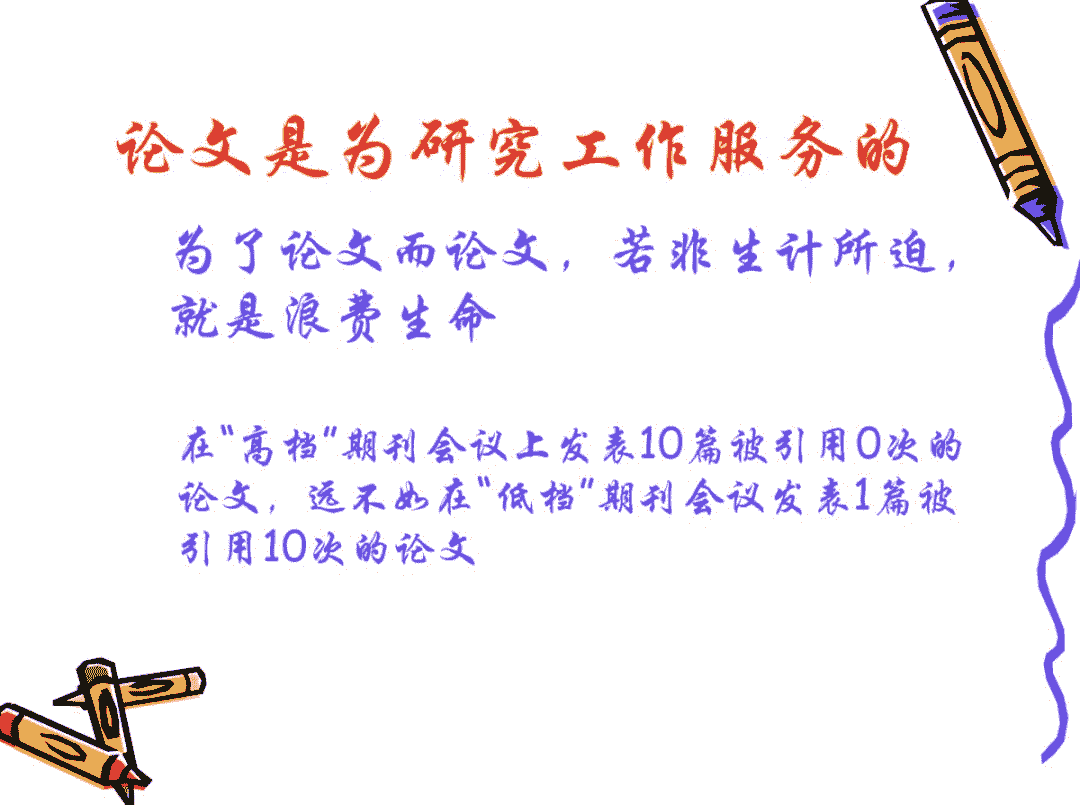 论文是为研究工作服务的
为了论文而论文，若非生计所迫，
就是浪费生命
在“高档”期刊会议上发表10篇被引用0次的
论文，远不如在“低档”期刊会议发表1篇被
引用10次的论文